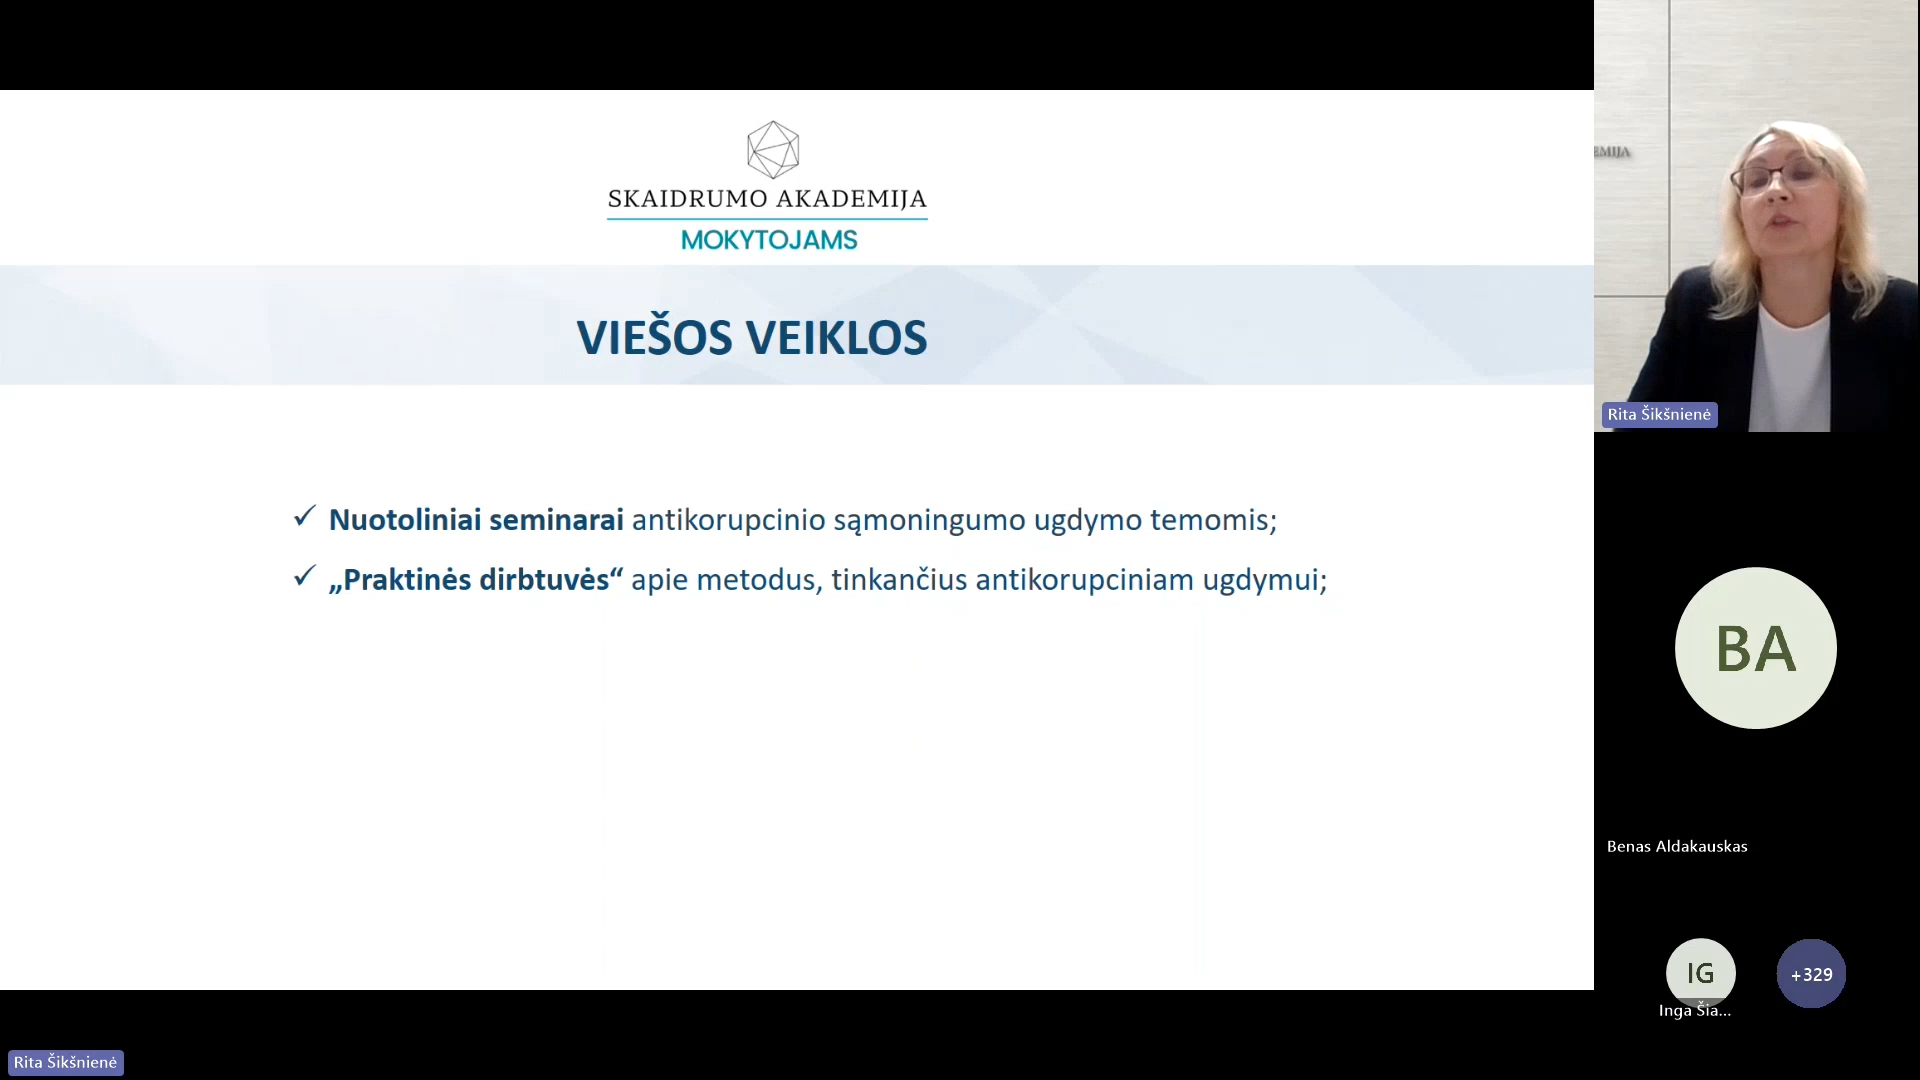 SKAIDRUMO AKADEMIJA
MOKYTOJAMS
VIEŠOS VEIKLOS
✓ Nuotoliniai seminarai antikorupcinio sąmoningumo ugdymo temomis;
✓ „Praktinės dirbtuvės“ apie metodus, tinkančius antikorupciniam ugdymui;
EMIJA
Rita Šikšnienė
BA
Benas Aldakauskas
IG
Inga Šia...
+329
Rita Šikšnienė